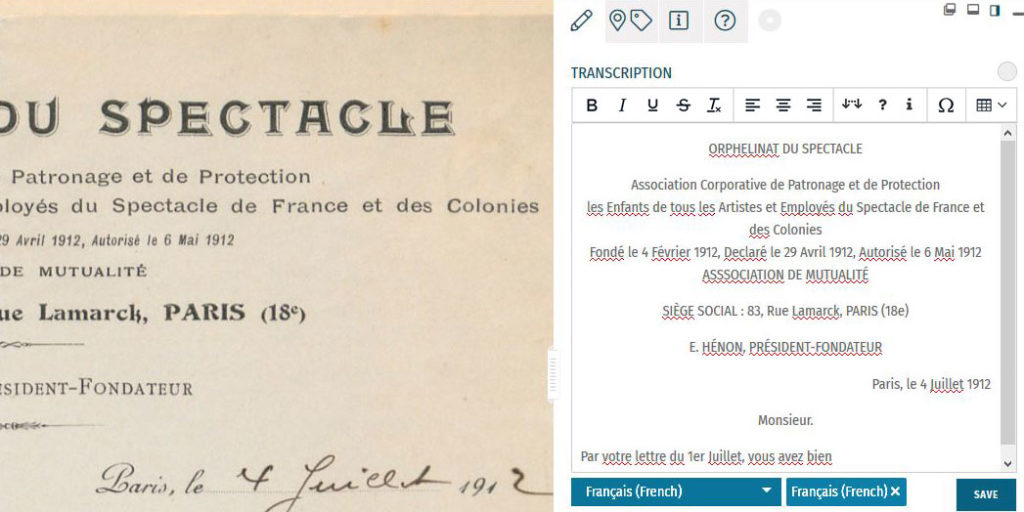 DU SPECTACLE
Patronage et de Protection
ployés du Spectacle de France et des Colonies
29 Avril 1912, Autorisé le 6 Mai 1912
DE MUTUALITÉ
ue Lamarck, PARIS (18e)
SIDENT-FONDATEUR
Paris, le 4 Juillet 1912
TRANSCRIPTION
B I U S Tx ? i Ω
ORPHELINAT DU SPECTACLE
Association Corporative de Patronage et de Protection
les Enfants de tous les Artistes et Employés du Spectacle de France et
des Colonies
Fondé le 4 Février 1912, Declaré le 29 Avril 1912, Autorisé le 6 Mai 1912
ASSSOCIATION DE MUTUALITÉ
SIÈGE SOCIAL : 83, Rue Lamarck, PARIS (18e)
E. HÉNON, PRÉSIDENT-FONDATEUR
Paris, le 4 Juillet 1912
Monsieur.
Par votre lettre du 1er Juillet, vous avez bien
Français (French)
Français (French) ×
SAVE